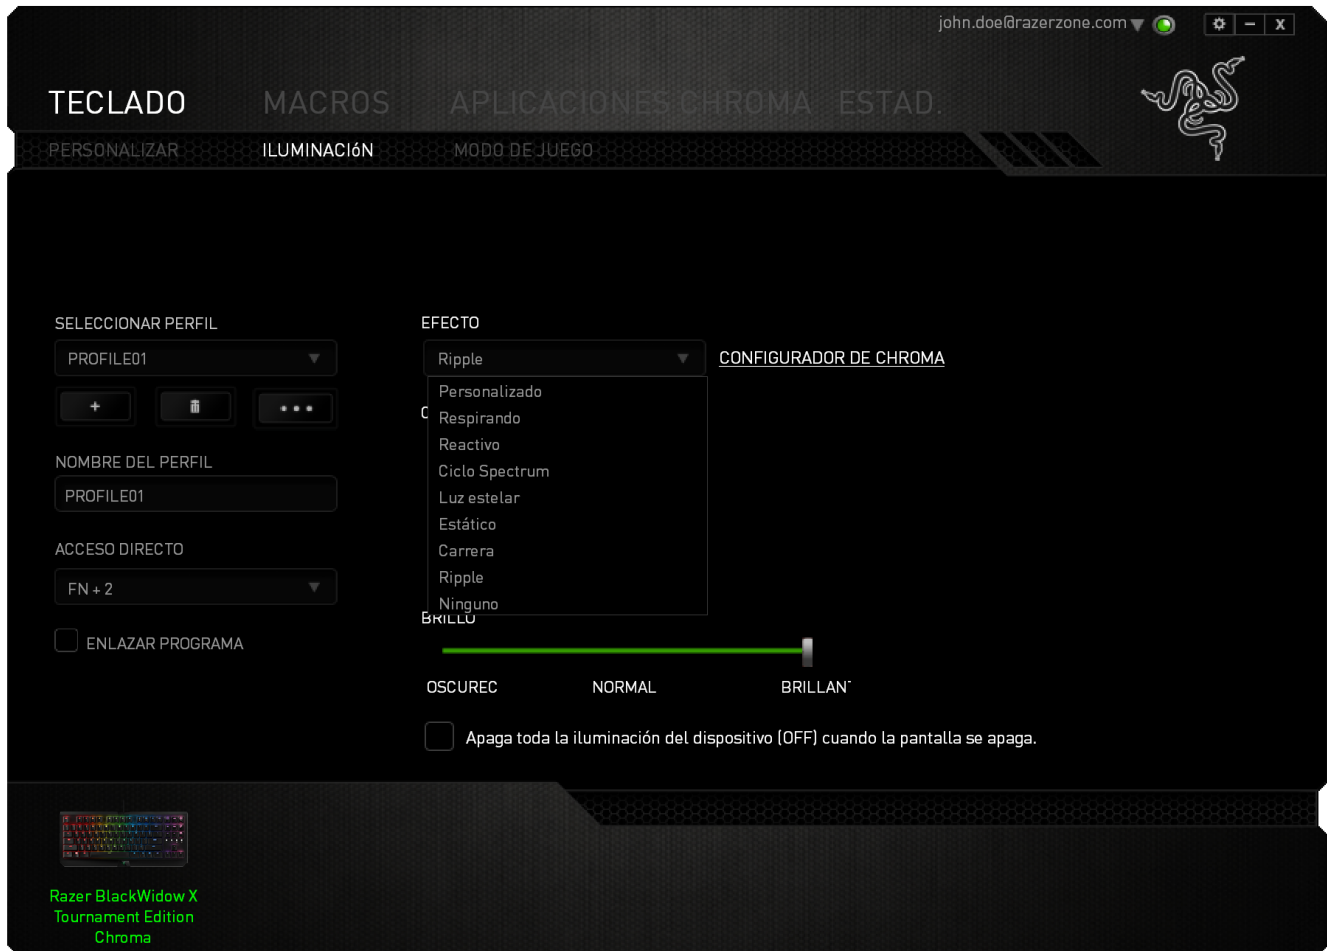 john.doe@razerzone.com
X
TECLADO MACROS APLICACIONES CHROMA ESTAD
PERSONALIZAR ILUMINACIóN MODO DE JUEGO
SELECCIONAR PERFIL
PROFILE01
+
NOMBRE DEL PERFIL
PROFILE01
ACCESO DIRECTO
FN + 2
ENLAZAR PROGRAMA
EFECTO
Ripple
CONFIGURADOR DE CHROMA
Personalizado
Respirando
Reactivo
Ciclo Spectrum
Luz estelar
Estático
Carrera
Ripple
Ninguno
BRILLO
OSCUREC NORMAL BRILLAN
Apaga toda la iluminación del dispositivo (OFF) cuando la pantalla se apaga.
Razer BlackWidow X
Tournament Edition
Chroma